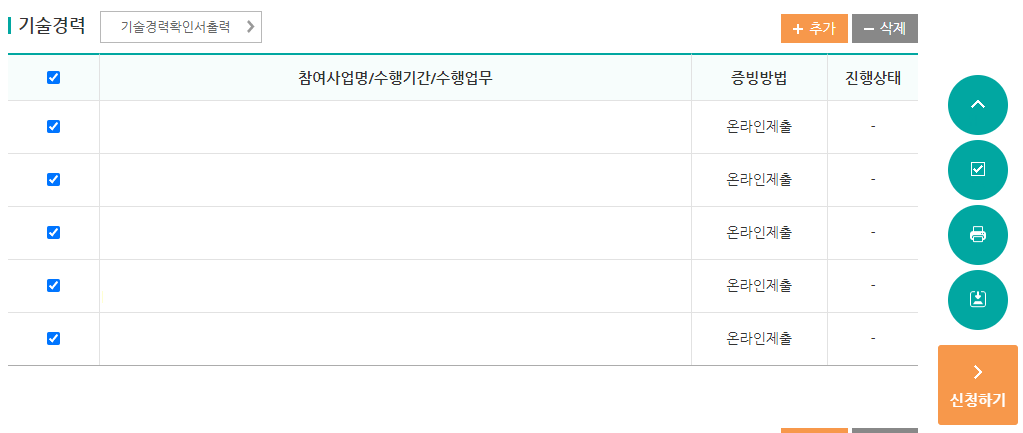 기술경력
기술경력확인서출력
추가
삭제
참여사업명/수행기간/수행업무 증빙방법 진행상태
온라인제출 -
온라인제출 -
온라인제출 -
온라인제출 -
온라인제출 -
신청하기